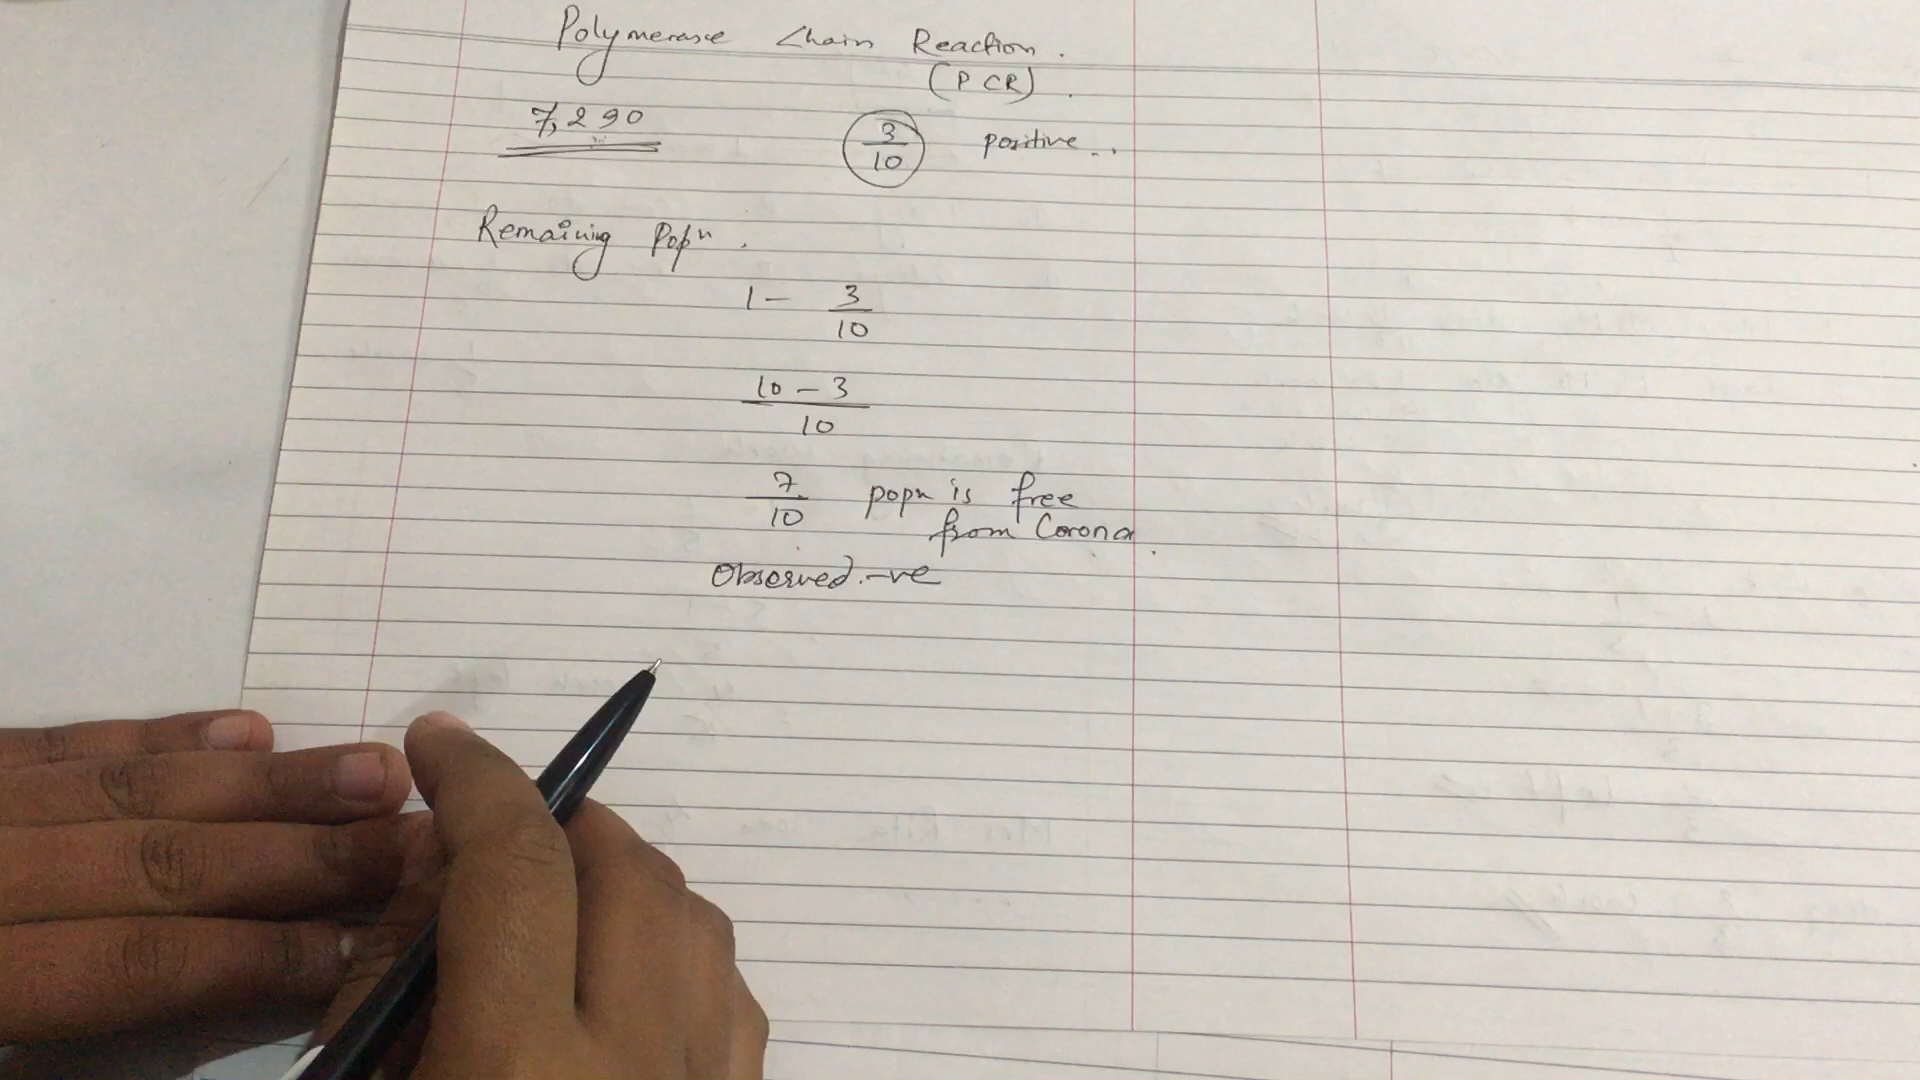 Polymerase Chain Reaction.
(PCR).
7,290
3/10 positive..
Remaining Popn.
1 - 3/10
10 - 3
10
7/10 popn is free
from Corona.
Observed. -ve